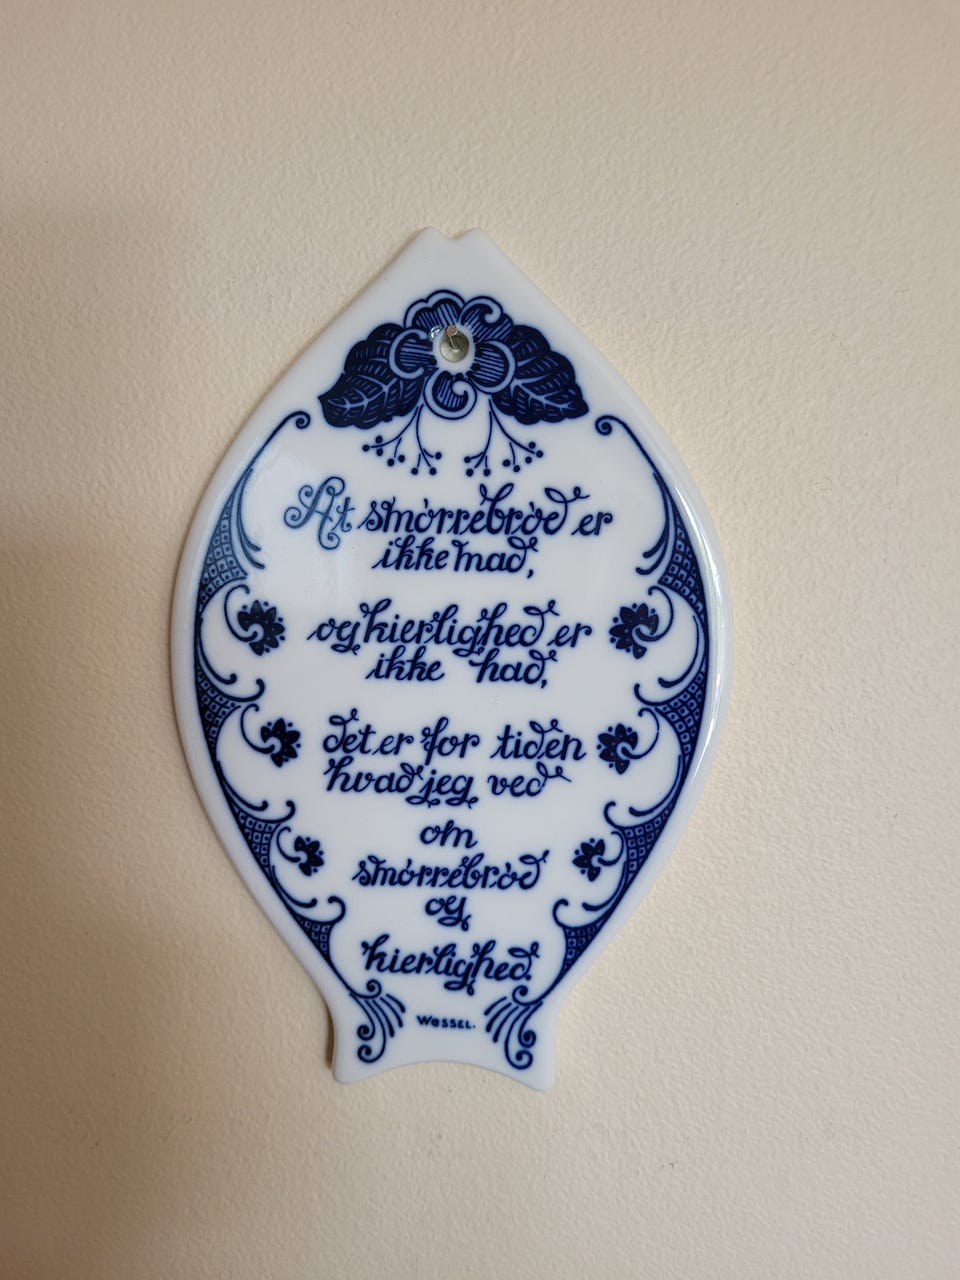 At smørrebrød er
ikke mad,
og kierlighed er
ikke had,
det er for tiden
hvad jeg ved
om
smørrebrød
og
kierlighed.
WESSEL.